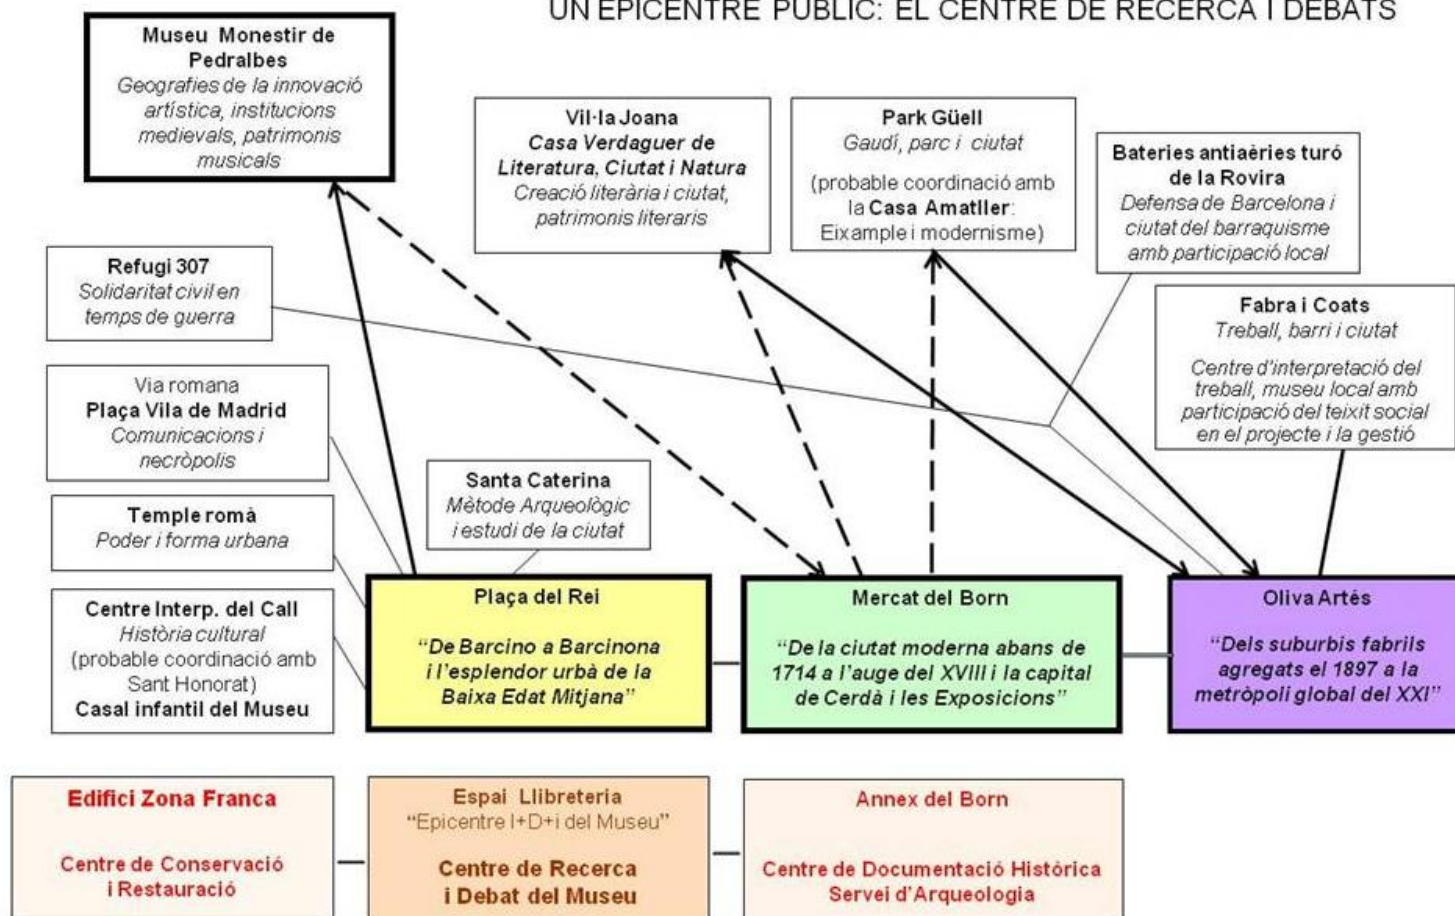 UN EPICENTRE PÚBLIC: EL CENTRE DE RECERCA I DEBATS
Museu Monestir de
Pedralbes
Geografies de la innovació
artística, institucions
medievals, patrimonis
musicals
Vil·la Joana
Casa Verdaguer de
Literatura, Ciutat i Natura
Creació literària i ciutat,
patrimonis literaris
Park Güell
Gaudí, parc i ciutat
(probable coordinació amb
la Casa Amatller:
Eixample i modernisme)
Bateries antiaèries turó
de la Rovira
Defensa de Barcelona i
ciutat del barraquisme
amb participació local
Refugi 307
Solidaritat civil en
temps de guerra
Fabra i Coats
Treball, barri i ciutat
Centre d'interpretació del
treball, museu local amb
participació del teixit social
en el projecte i la gestió
Via romana
Plaça Vila de Madrid
Comunicacions i
necròpolis
Santa Caterina
Mètode Arqueològic
i estudi de la ciutat
Temple romà
Poder i forma urbana
Centre Interp. del Call
Història cultural
(probable coordinació amb
Sant Honorat)
Casal infantil del Museu
Plaça del Rei
“De Barcino a Barcinona
i l'esplendor urbà de la
Baixa Edat Mitjana”
Mercat del Born
“De la ciutat moderna abans de
1714 a l'auge del XVIII i la capital
de Cerdà i les Exposicions”
Oliva Artés
“Dels suburbis fabrils
agregats el 1897 a la
metròpoli global del XXI”
Edifici Zona Franca
Centre de Conservació
i Restauració
Espai Llibreteria
“Epicentre I+D+i del Museu”
Centre de Recerca
i Debat del Museu
Annex del Born
Centre de Documentació Històrica
Servei d'Arqueologia